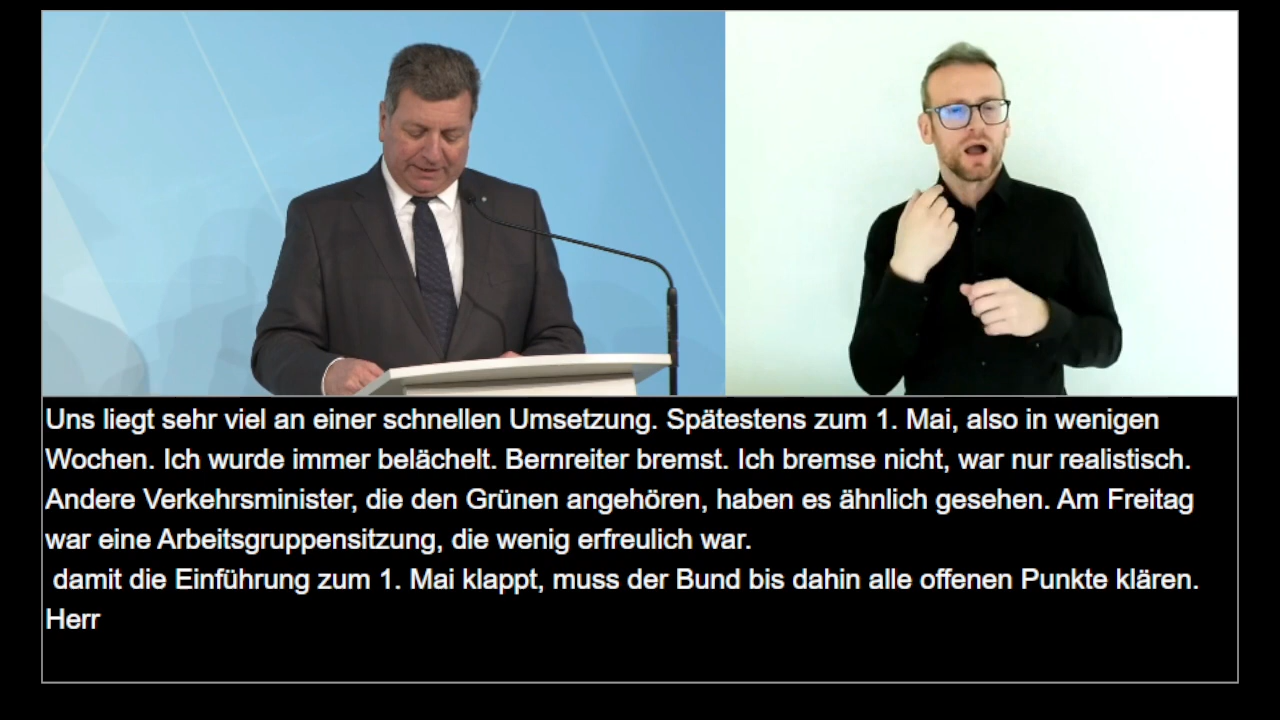 Uns liegt sehr viel an einer schnellen Umsetzung. Spätestens zum 1. Mai, also in wenigen
Wochen. Ich wurde immer belächelt. Bernreiter bremst. Ich bremse nicht, war nur realistisch.
Andere Verkehrsminister, die den Grünen angehören, haben es ähnlich gesehen. Am Freitag
war eine Arbeitsgruppensitzung, die wenig erfreulich war.
damit die Einführung zum 1. Mai klappt, muss der Bund bis dahin alle offenen Punkte klären.
Herr